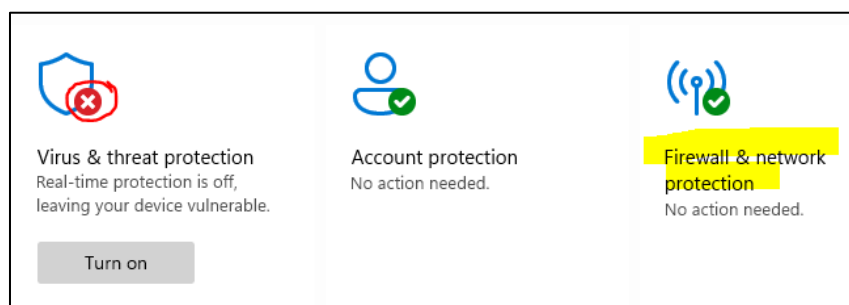 Virus & threat protection
Real-time protection is off,
leaving your device vulnerable.
Turn on
Account protection
No action needed.
Firewall & network
protection
No action needed.